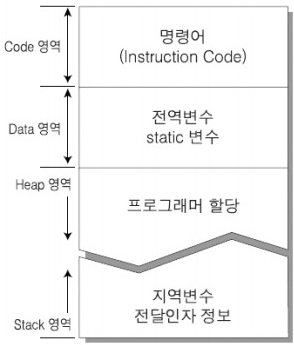 Code 영역
명령어
(Instruction Code)
Data 영역
전역변수
static 변수
Heap 영역
프로그래머 할당
지역변수
전달인자 정보
Stack 영역